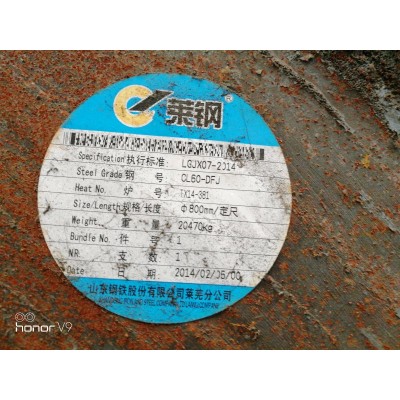 莱钢®
Specification 执行标准 LGJX07-2014
Steel Grade 钢 号 CL60-DFJ
Heat No. 炉 号 TX14-381
Size/Length 规格/长度 Φ800mm/定尺
Weight 重量 20470Kg
Bundle No. 件 号 1
NR. 支 数 1
Date 日 期 2014/02/05/00
山东钢铁股份有限公司莱芜分公司
honor V9